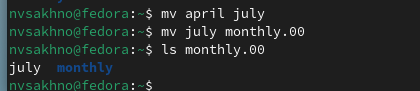 nvsakhno@fedora:~$ mv april july
nvsakhno@fedora:~$ mv july monthly.00
nvsakhno@fedora:~$ ls monthly.00
july  monthly
nvsakhno@fedora:~$